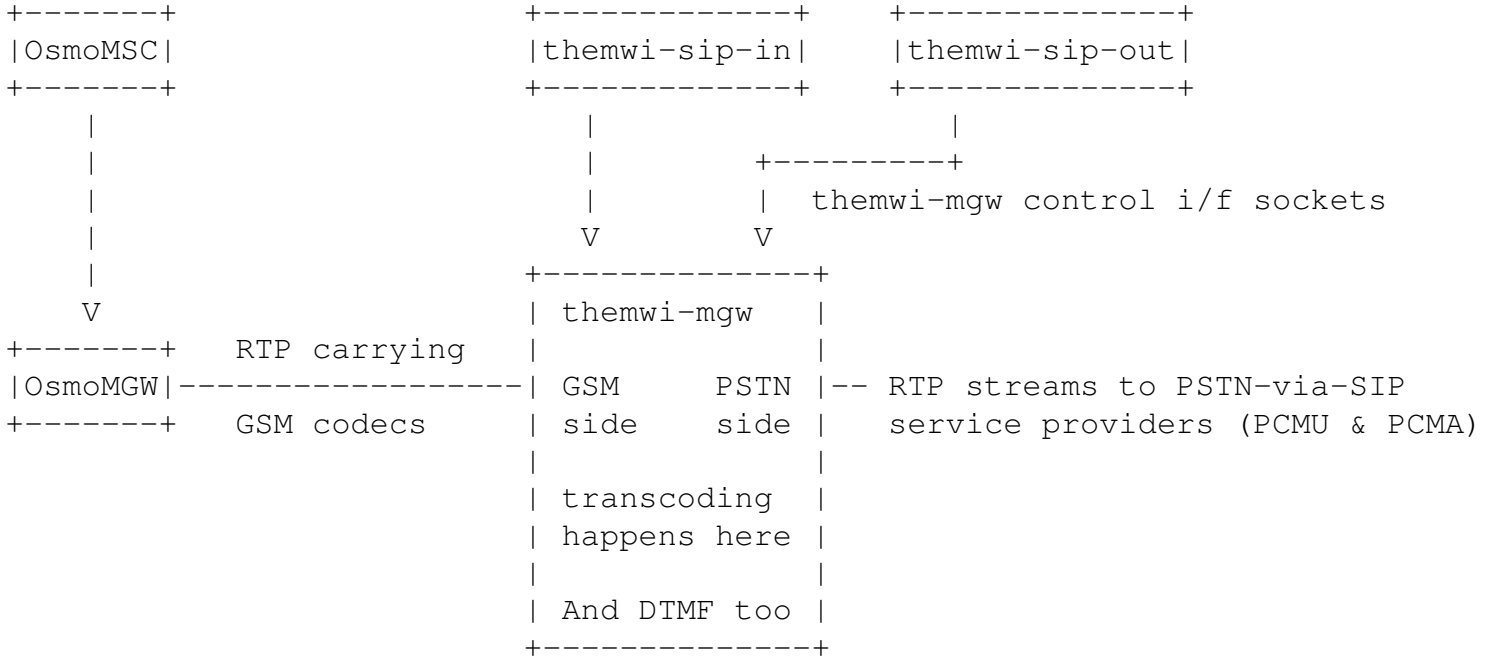 OsmoMSC themwi-sip-in themwi-sip-out
themwi-mgw control i/f sockets
V V
V themwi-mgw
RTP carrying
OsmoMGW GSM PSTN RTP streams to PSTN-via-SIP
GSM codecs side side service providers (PCMU & PCMA)
transcoding
happens here
And DTMF too